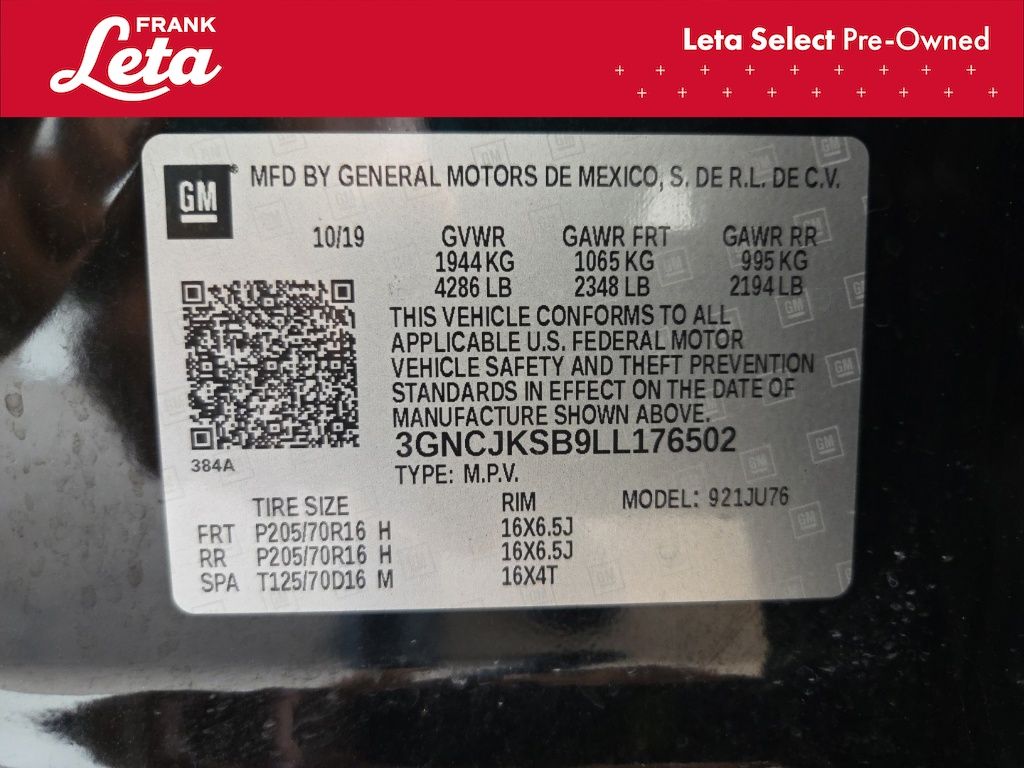 FRANK
Leta
Leta Select Pre-Owned
GM
MFD BY GENERAL MOTORS DE MEXICO, S. DE R.L. DE C.V.
10/19 GVWR GAWR FRT GAWR RR
1944 KG 1065 KG 995 KG
4286 LB 2348 LB 2194 LB
THIS VEHICLE CONFORMS TO ALL
APPLICABLE U.S. FEDERAL MOTOR
VEHICLE SAFETY AND THEFT PREVENTION
STANDARDS IN EFFECT ON THE DATE OF
MANUFACTURE SHOWN ABOVE.
3GNCJKSB9LL176502
384A
TYPE: M.P.V.
TIRE SIZE RIM MODEL: 921JU76
FRT P205/70R16 H 16X6.5J
RR P205/70R16 H 16X6.5J
SPA T125/70D16 M 16X4T